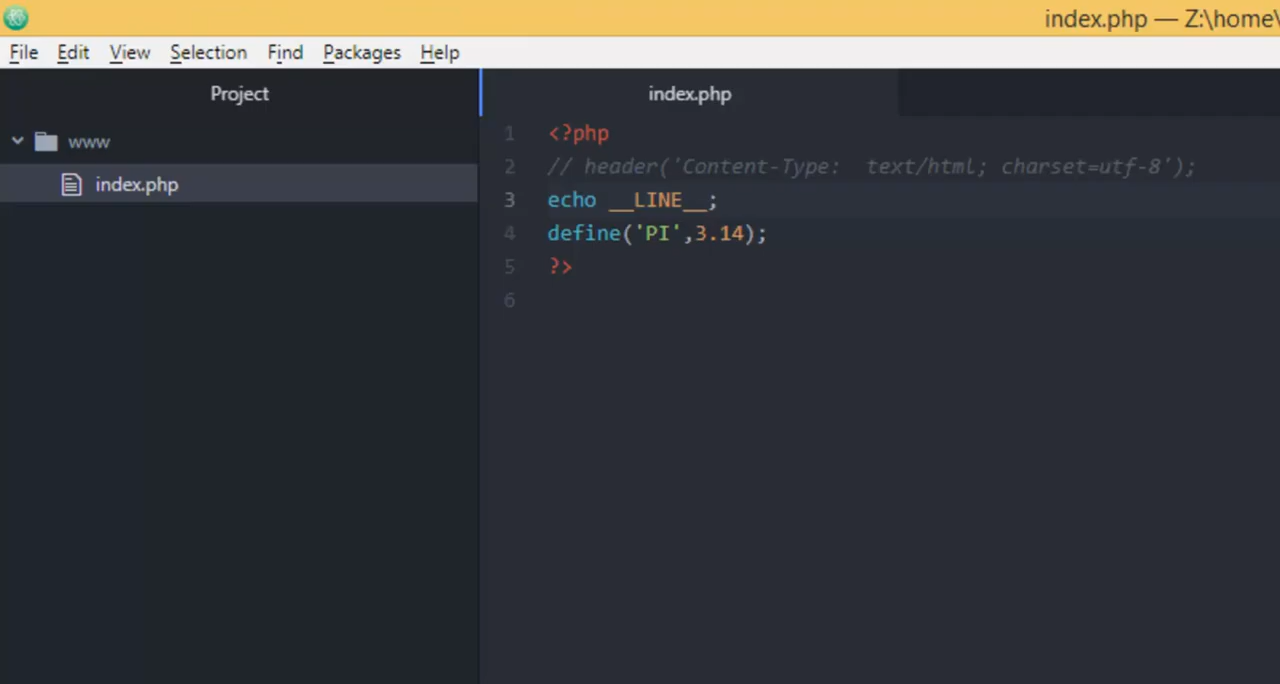 index.php — Z:\home\
File Edit View Selection Find Packages Help
Project
www
index.php
index.php
1 <?php
2 // header('Content-Type:  text/html; charset=utf-8');
3 echo __LINE__;
4 define('PI',3.14);
5 ?>
6